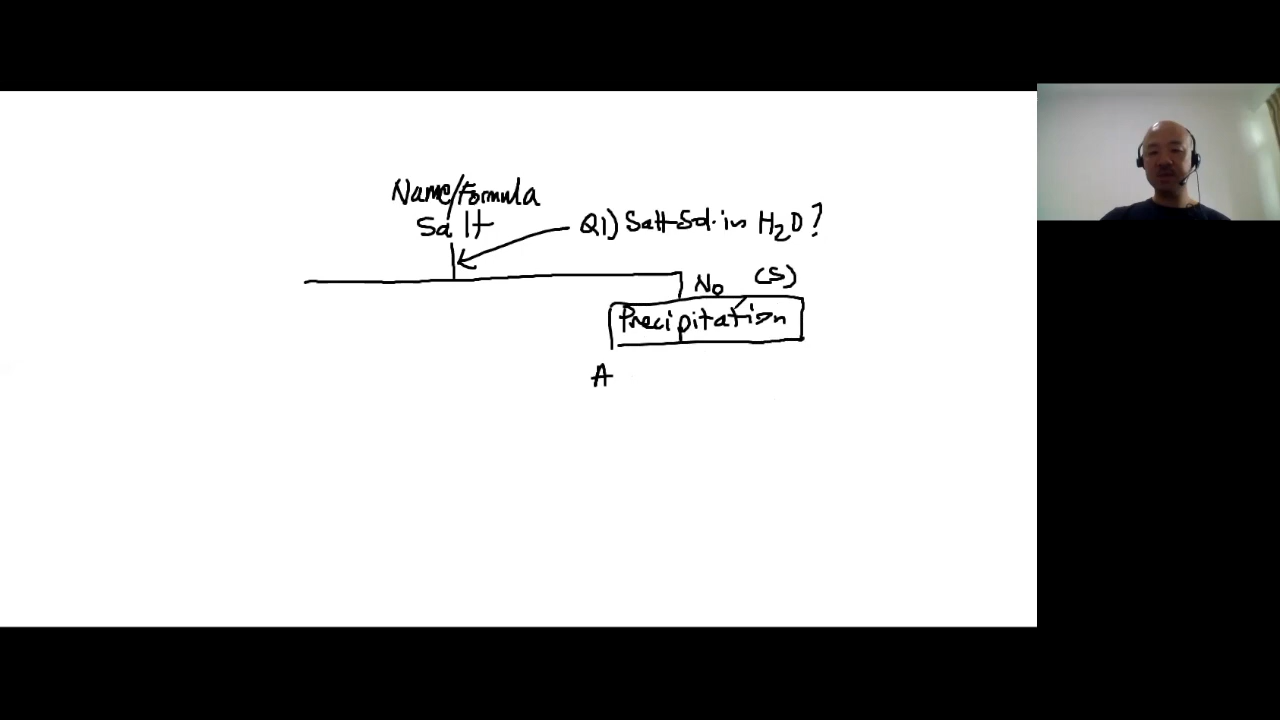 Name/Formula
Salt
Q1) Salt Sol. in H₂O?
No (s)
Precipitation
A